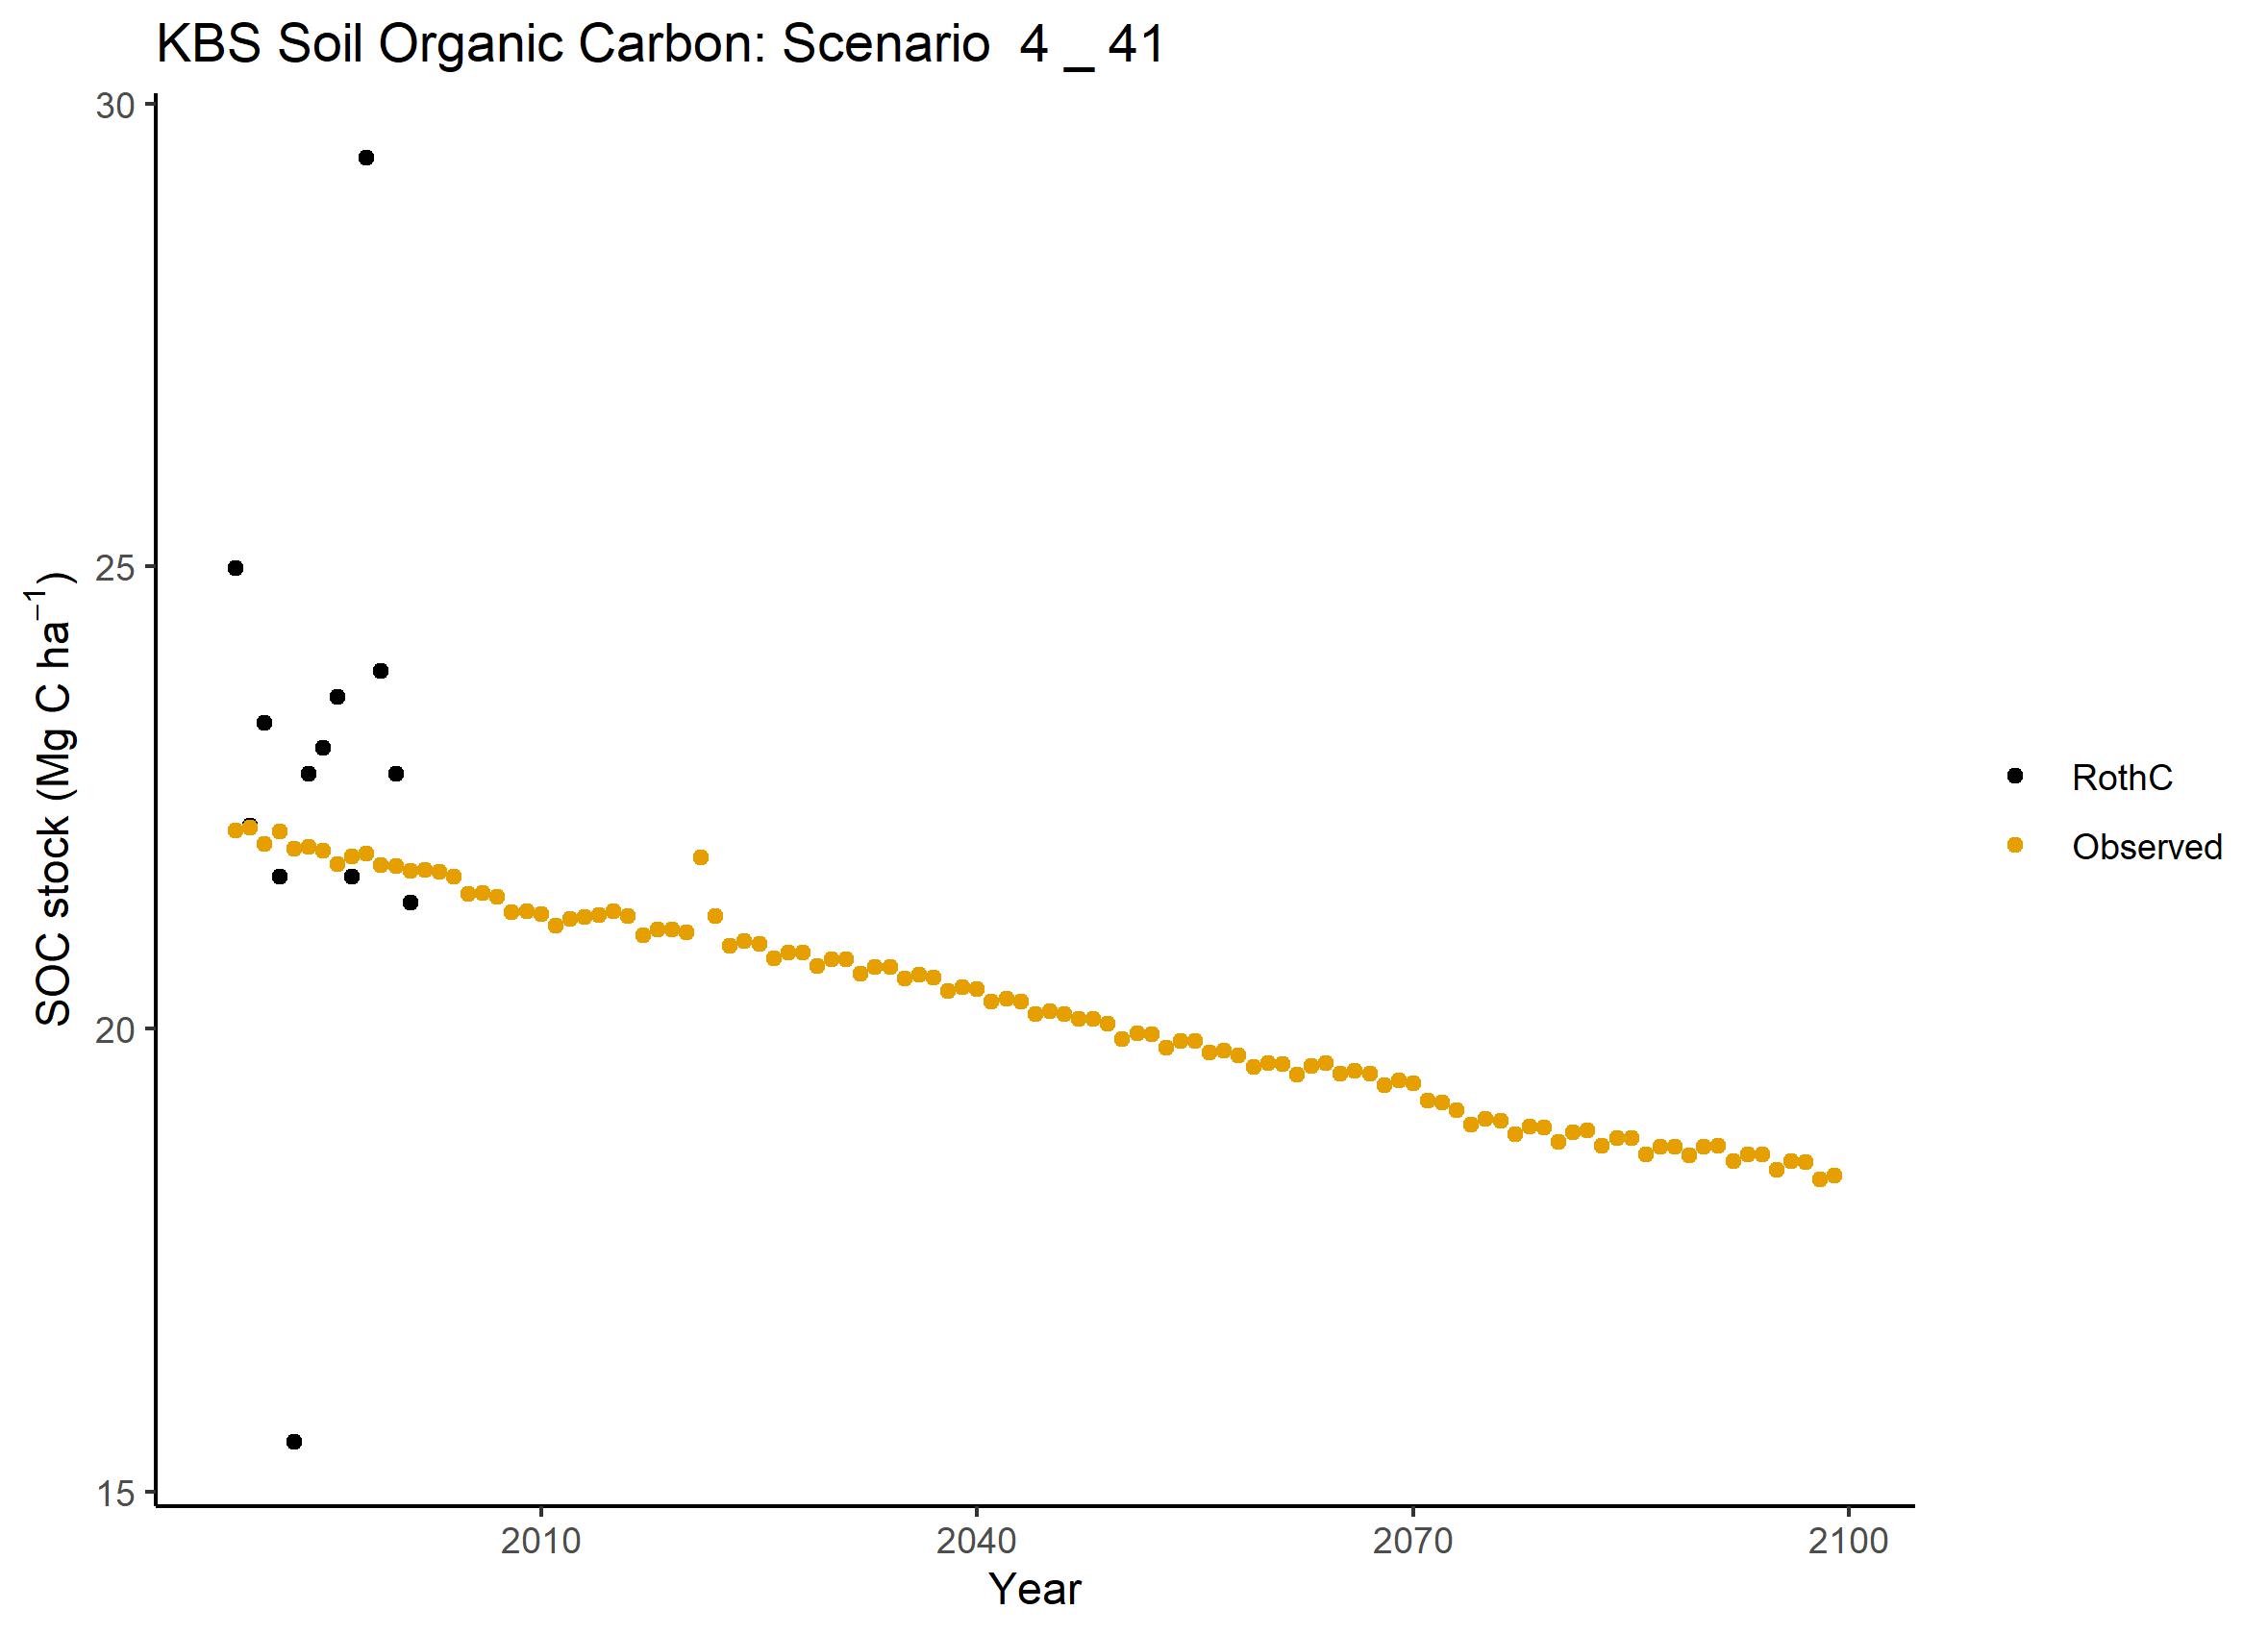 KBS Soil Organic Carbon: Scenario  4 _ 41
30
25
20
15
SOC stock (Mg C ha⁻¹)
2010 2040 2070 2100
Year
RothC
Observed